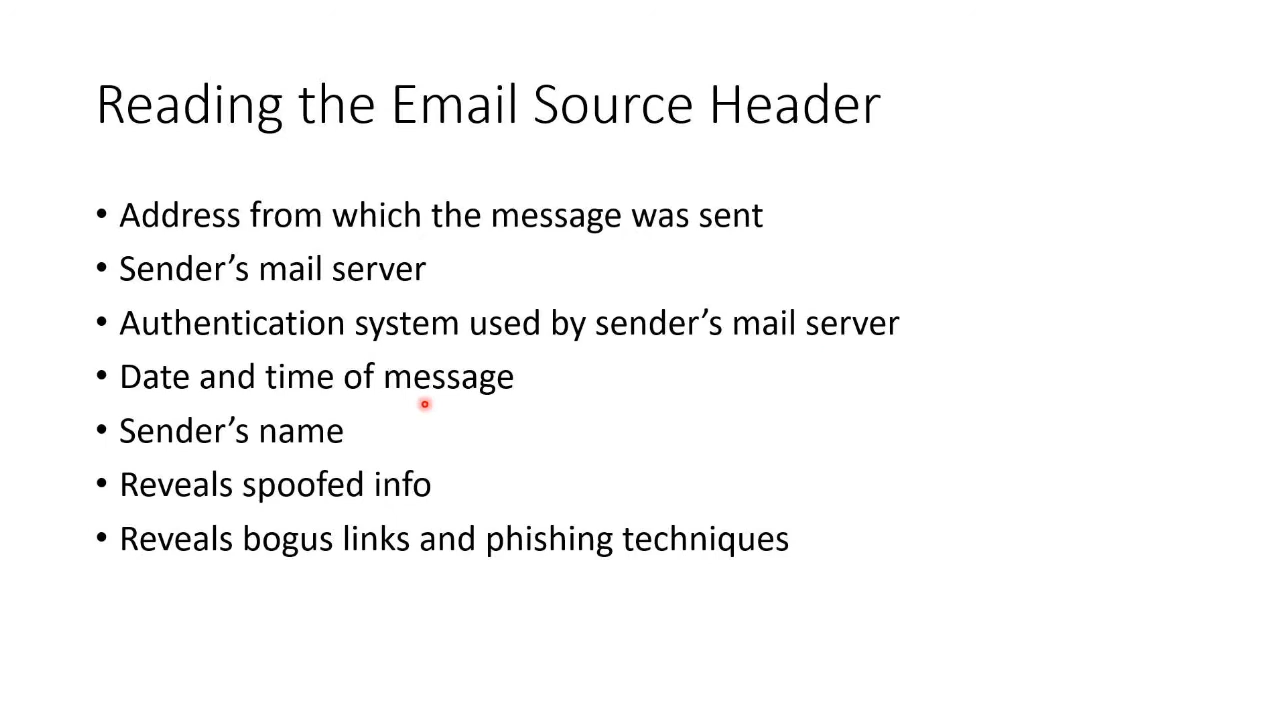 Reading the Email Source Header
• Address from which the message was sent
• Sender’s mail server
• Authentication system used by sender’s mail server
• Date and time of message
• Sender’s name
• Reveals spoofed info
• Reveals bogus links and phishing techniques